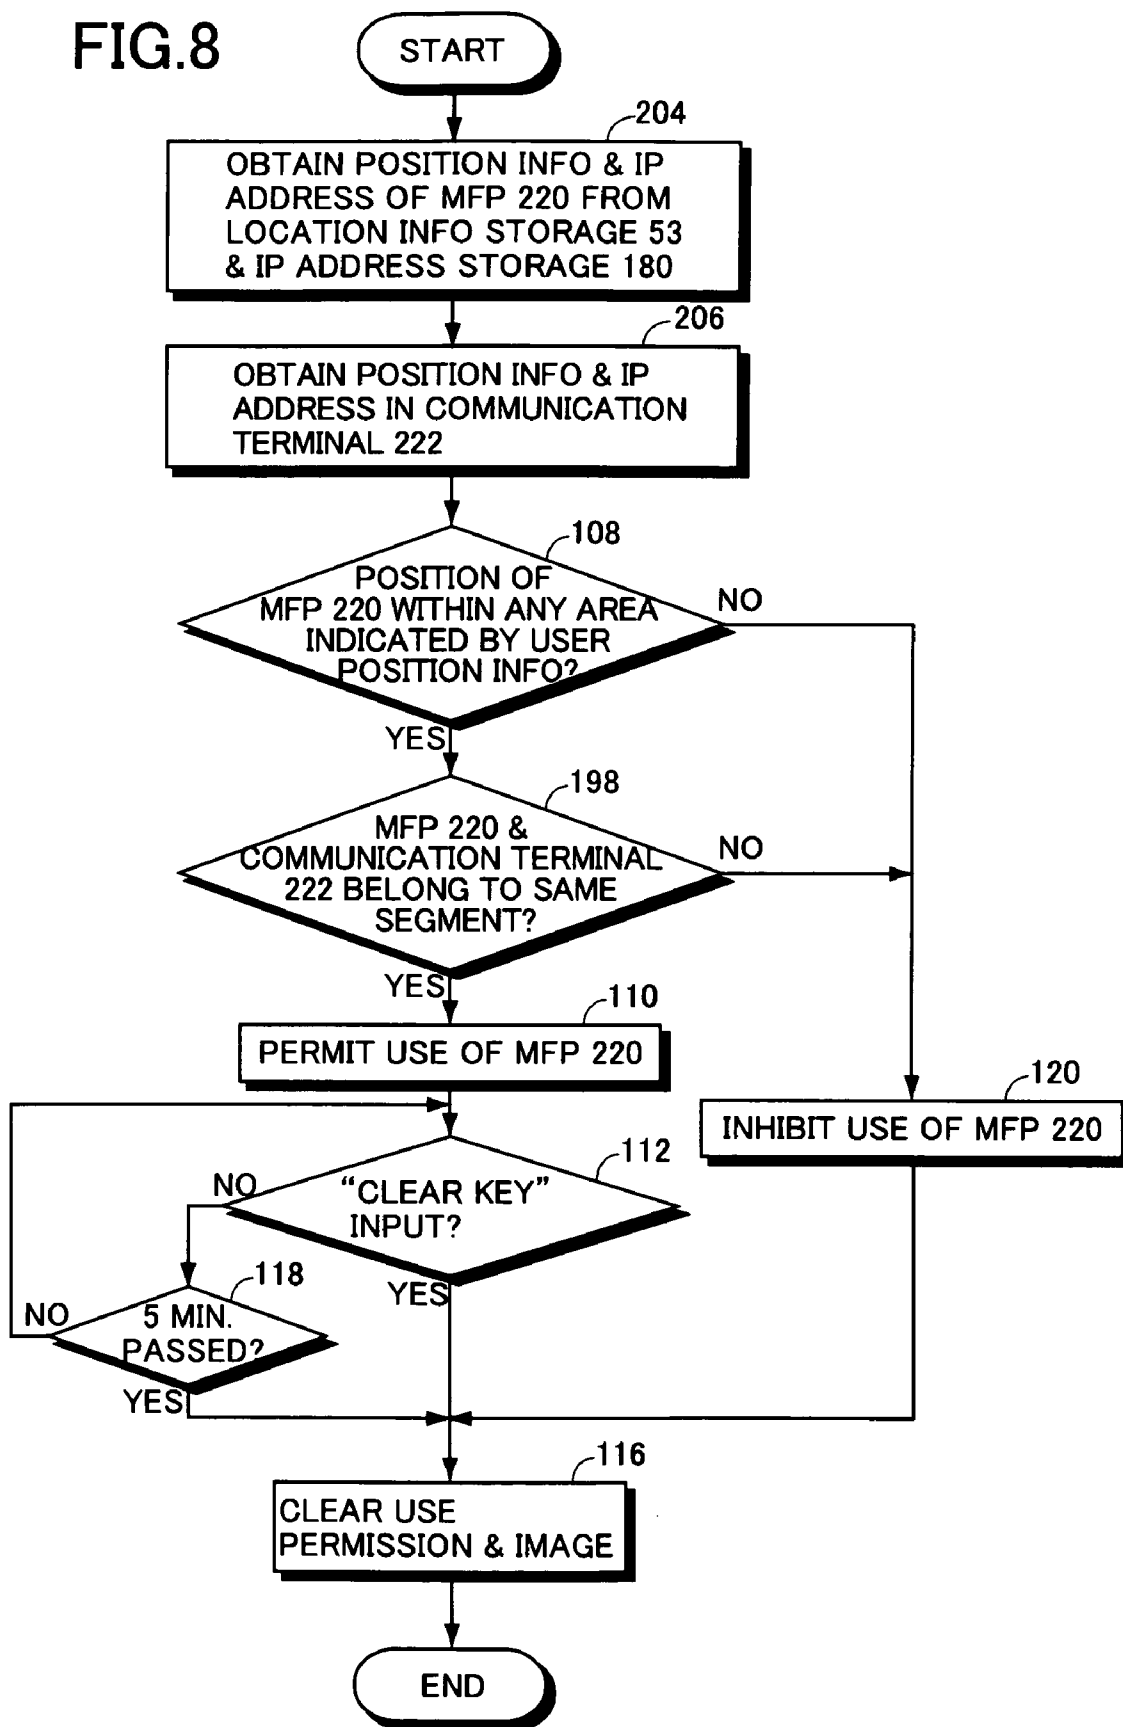 FIG.8
START
204
OBTAIN POSITION INFO & IP
ADDRESS OF MFP 220 FROM
LOCATION INFO STORAGE 53
& IP ADDRESS STORAGE 180
206
OBTAIN POSITION INFO & IP
ADDRESS IN COMMUNICATION
TERMINAL 222
108
POSITION OF
MFP 220 WITHIN ANY AREA
INDICATED BY USER
POSITION INFO?
NO
YES
198
MFP 220 &
COMMUNICATION TERMINAL
222 BELONG TO SAME
SEGMENT?
NO
YES
110
PERMIT USE OF MFP 220
120
INHIBIT USE OF MFP 220
112
"CLEAR KEY"
INPUT?
NO
YES
118
5 MIN.
PASSED?
NO
YES
116
CLEAR USE
PERMISSION & IMAGE
END